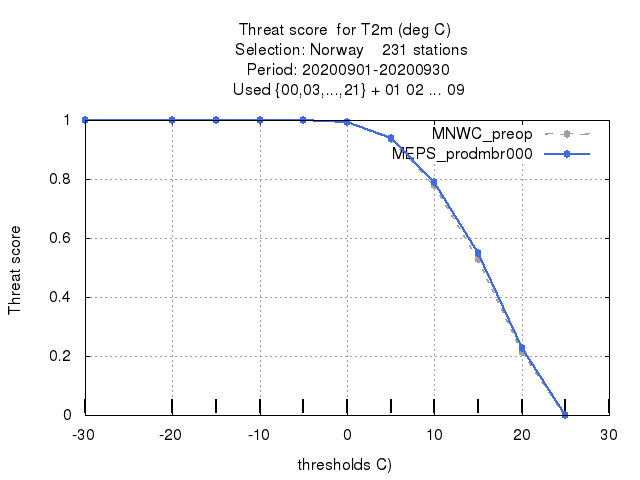 Threat score  for T2m (deg C)
Selection: Norway    231 stations
Period: 20200901-20200930
Used {00,03,...,21} + 01 02 ... 09
MNWC_preop
MEPS_prodmbr000
1
0.8
0.6
0.4
0.2
0
Threat score
-30
-20
-10
0
10
20
30
thresholds C)